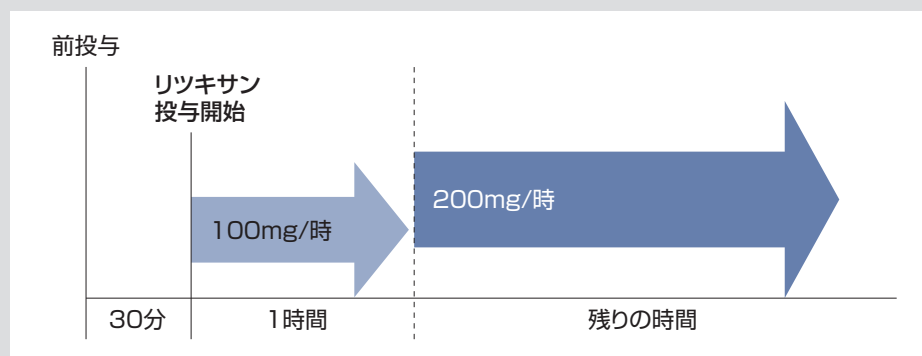 前投与
リツキサン
投与開始
100mg/時
200mg/時
30分
1時間
残りの時間